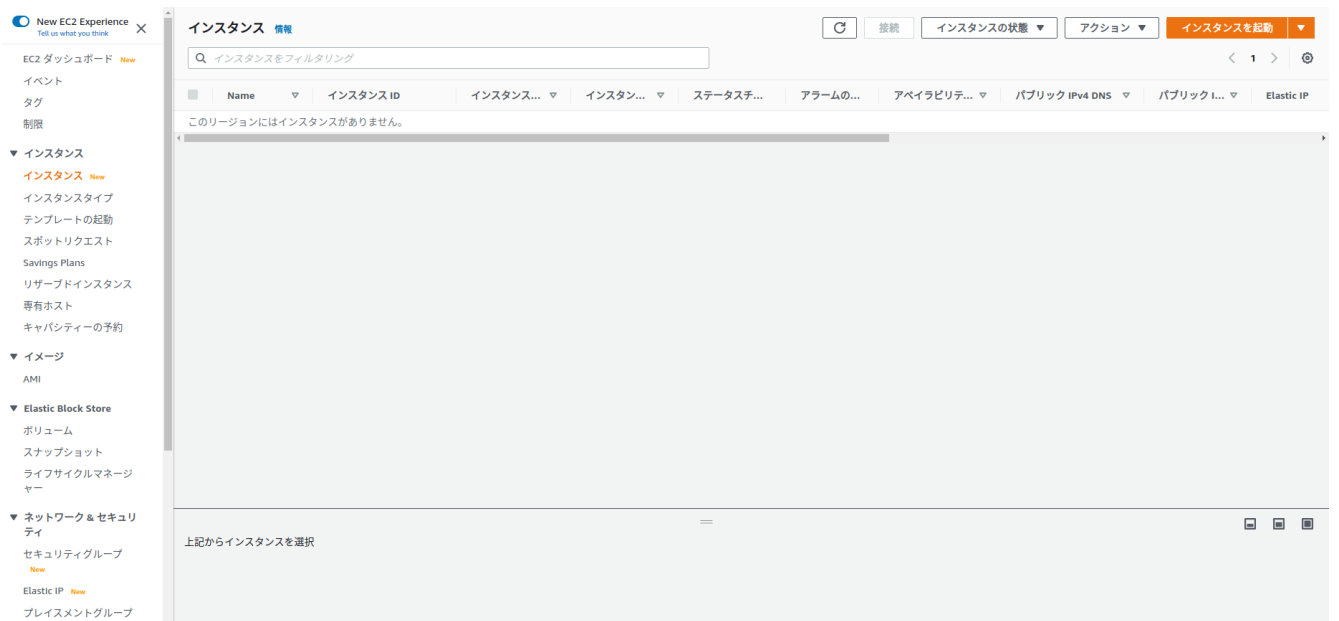 New EC2 Experience
Tell us what you think
EC2 ダッシュボード New
イベント
タグ
制限
インスタンス
インスタンス New
インスタンスタイプ
テンプレートの起動
スポットリクエスト
Savings Plans
リザーブドインスタンス
専有ホスト
キャパシティーの予約
イメージ
AMI
Elastic Block Store
ボリューム
スナップショット
ライフサイクルマネージ
ャー
ネットワーク & セキュリ
ティ
セキュリティグループ
New
Elastic IP New
プレイスメントグループ
インスタンス 情報
接続 インスタンスの状態 アクション インスタンスを起動
インスタンスをフィルタリング
1
Name インスタンス ID インスタンス... インスタン... ステータスチ... アラームの... アベイラビリテ... パブリック IPv4 DNS パブリック I... Elastic IP
このリージョンにはインスタンスがありません。
上記からインスタンスを選択